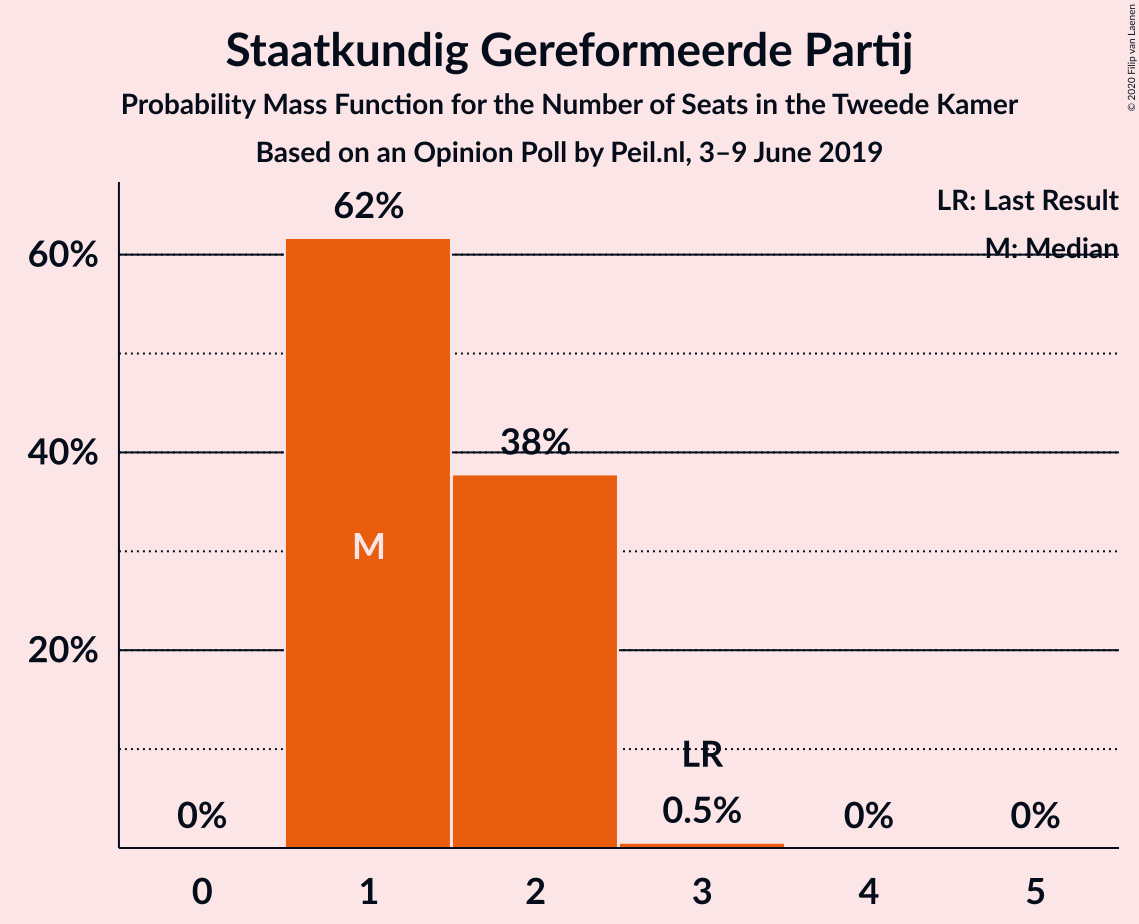 Staatkundig Gereformeerde Partij
Probability Mass Function for the Number of Seats in the Tweede Kamer
Based on an Opinion Poll by Peil.nl, 3–9 June 2019
© 2020 Filip van Laenen
LR: Last Result
M: Median
62%
60%
40%
38%
M
20%
LR
0%
0.5%
0%
0%
0 1 2 3 4 5